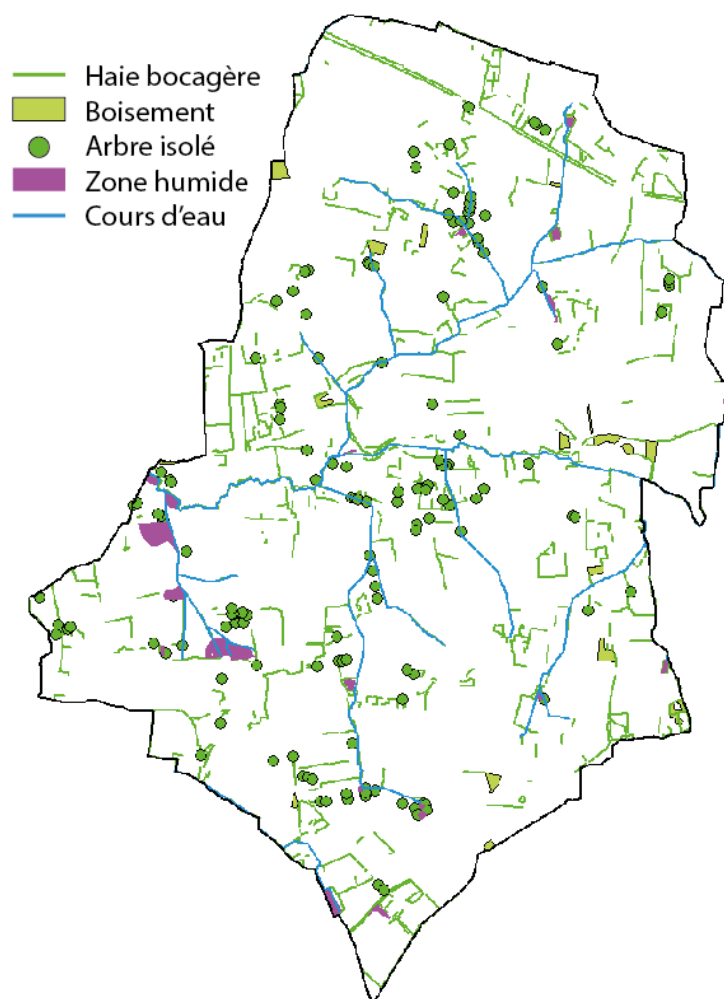 Haie bocagère
Boisement
Arbre isolé
Zone humide
Cours d'eau